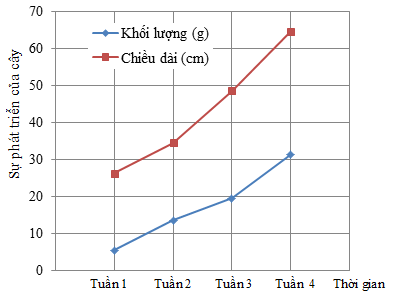 70
60
50
40
30
20
10
0
Sự phát triển của cây
Khối lượng (g)
Chiều dài (cm)
Tuần 1 Tuần 2 Tuần 3 Tuần 4 Thời gian